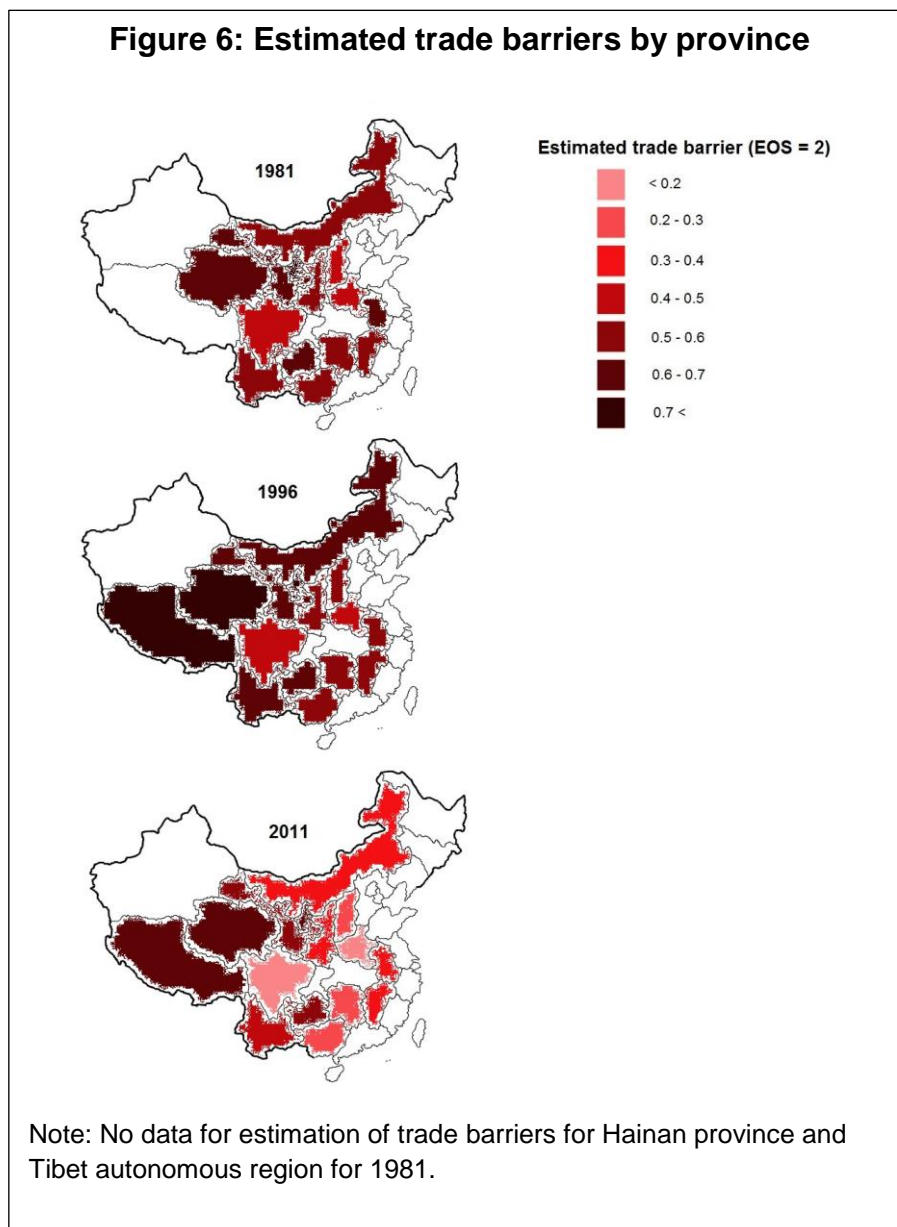 Figure 6: Estimated trade barriers by province
Estimated trade barrier (EOS = 2)
1981
< 0.2
0.2 - 0.3
0.3 - 0.4
0.4 - 0.5
0.5 - 0.6
0.6 - 0.7
0.7 <
1996
2011
Note: No data for estimation of trade barriers for Hainan province and
Tibet autonomous region for 1981.